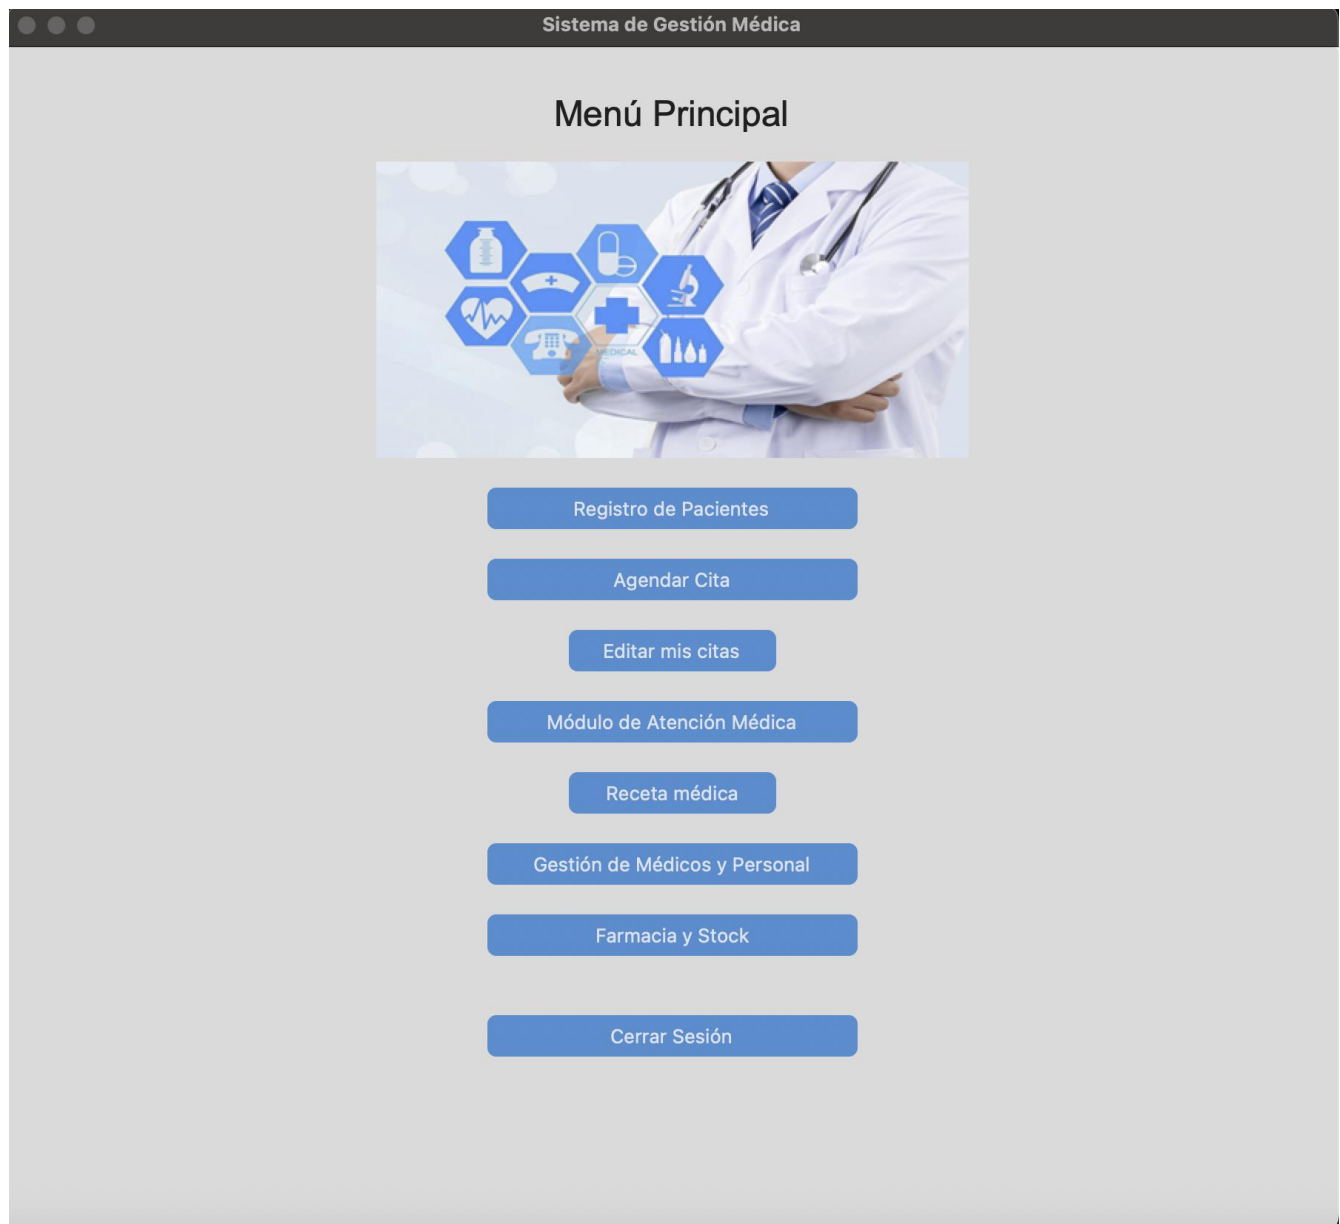 Sistema de Gestión Médica
Menú Principal
MEDICAL
Registro de Pacientes
Agendar Cita
Editar mis citas
Módulo de Atención Médica
Receta médica
Gestión de Médicos y Personal
Farmacia y Stock
Cerrar Sesión